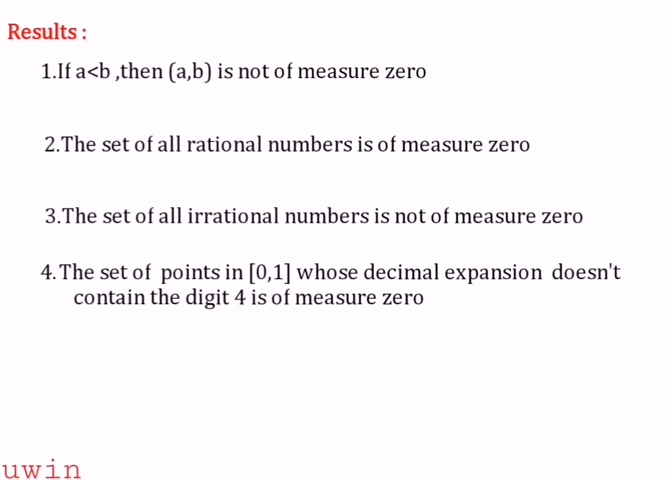 Results :
1.If a<b ,then (a,b) is not of measure zero
2.The set of all rational numbers is of measure zero
3.The set of all irrational numbers is not of measure zero
4.The set of points in [0,1] whose decimal expansion doesn't
contain the digit 4 is of measure zero
uwin